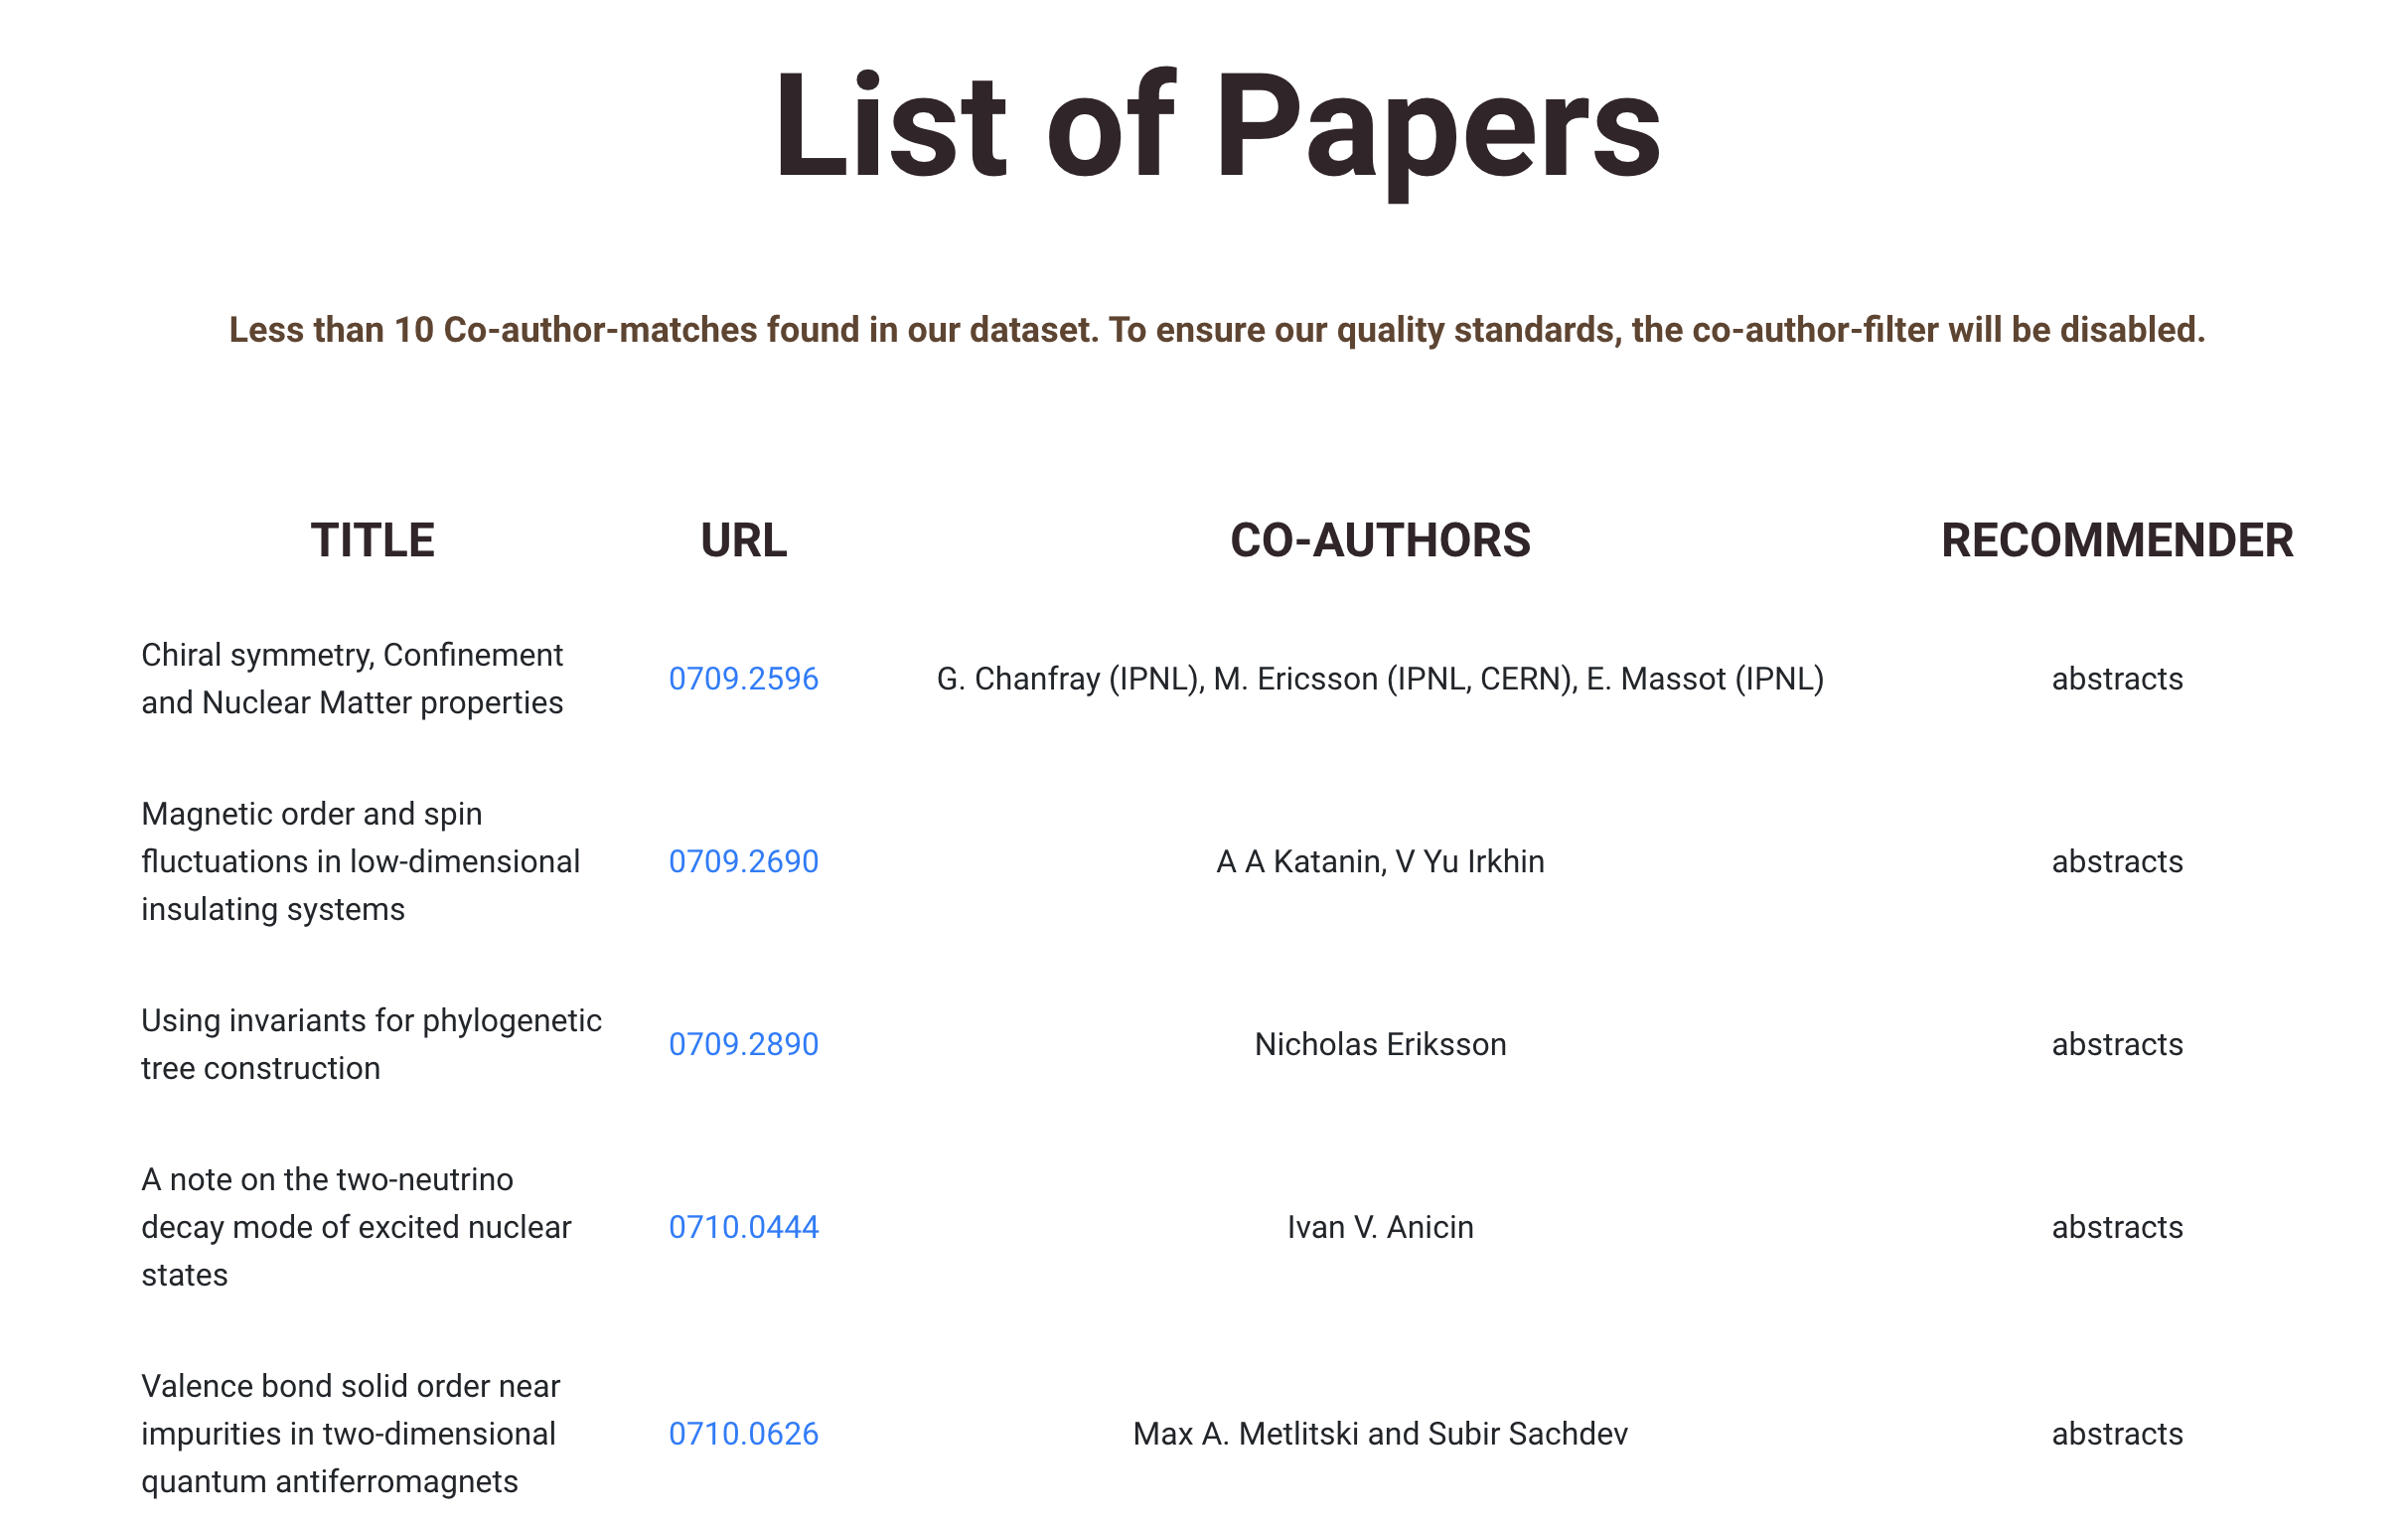 List of Papers
Less than 10 Co-author-matches found in our dataset. To ensure our quality standards, the co-author-filter will be disabled.
TITLE URL CO-AUTHORS RECOMMENDER
Chiral symmetry, Confinement
and Nuclear Matter properties
0709.2596 G. Chanfray (IPNL), M. Ericsson (IPNL, CERN), E. Massot (IPNL) abstracts
Magnetic order and spin
fluctuations in low-dimensional
insulating systems
0709.2690 A A Katanin, V Yu Irkhin abstracts
Using invariants for phylogenetic
tree construction
0709.2890 Nicholas Eriksson abstracts
A note on the two-neutrino
decay mode of excited nuclear
states
0710.0444 Ivan V. Anicin abstracts
Valence bond solid order near
impurities in two-dimensional
quantum antiferromagnets
0710.0626 Max A. Metlitski and Subir Sachdev abstracts